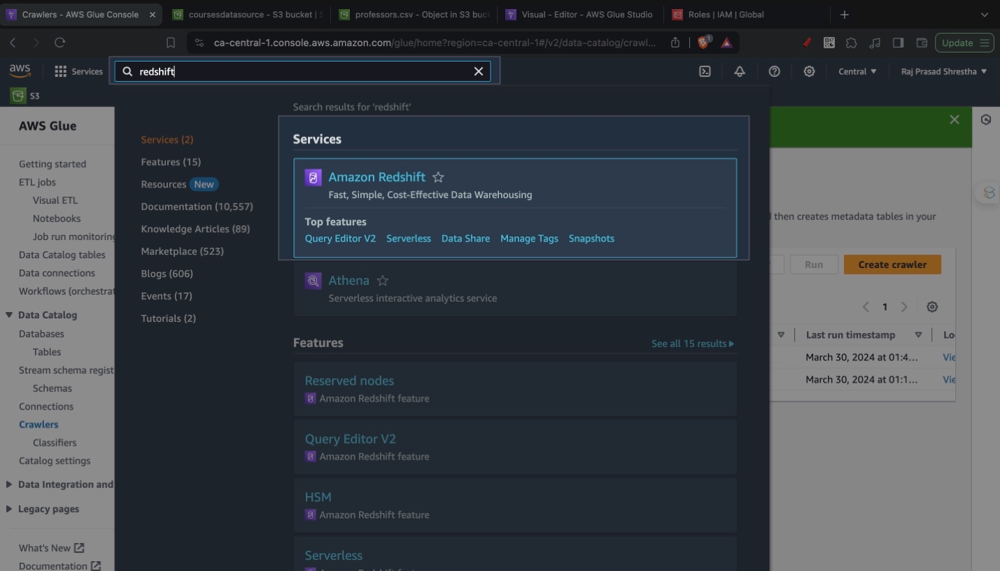 Crawlers - AWS Glue Console
coursesdatasource - S3 bucket | S
professors.csv - Object in S3 buc
Visual - Editor - AWS Glue Studio
Roles | IAM | Global
ca-central-1.console.aws.amazon.com/glue/home?region=ca-central-1#/v2/data-catalog/crawl...
1
Update
aws
Services
redshift
Central
Raj Prasad Shrestha
S3
AWS Glue
Getting started
ETL jobs
Visual ETL
Notebooks
Job run monitoring
Data Catalog tables
Data connections
Workflows (orchestrat
Data Catalog
Databases
Tables
Stream schema regist
Schemas
Connections
Crawlers
Classifiers
Catalog settings
Data Integration and
Legacy pages
What's New
Documentation
Services (2)
Features (15)
Resources New
Documentation (10,557)
Knowledge Articles (89)
Marketplace (523)
Blogs (606)
Events (17)
Tutorials (2)
Search results for 'redshift'
Services
Amazon Redshift
Fast, Simple, Cost-Effective Data Warehousing
Top features
Query Editor V2 Serverless Data Share Manage Tags Snapshots
Athena
Serverless interactive analytics service
Features
See all 15 results
Reserved nodes
Amazon Redshift feature
Query Editor V2
Amazon Redshift feature
HSM
Amazon Redshift feature
Serverless
then creates metadata tables in your
Run
Create crawler
1
Last run timestamp
Lo
March 30, 2024 at 01:4...
Vie
March 30, 2024 at 01:1...
Vie